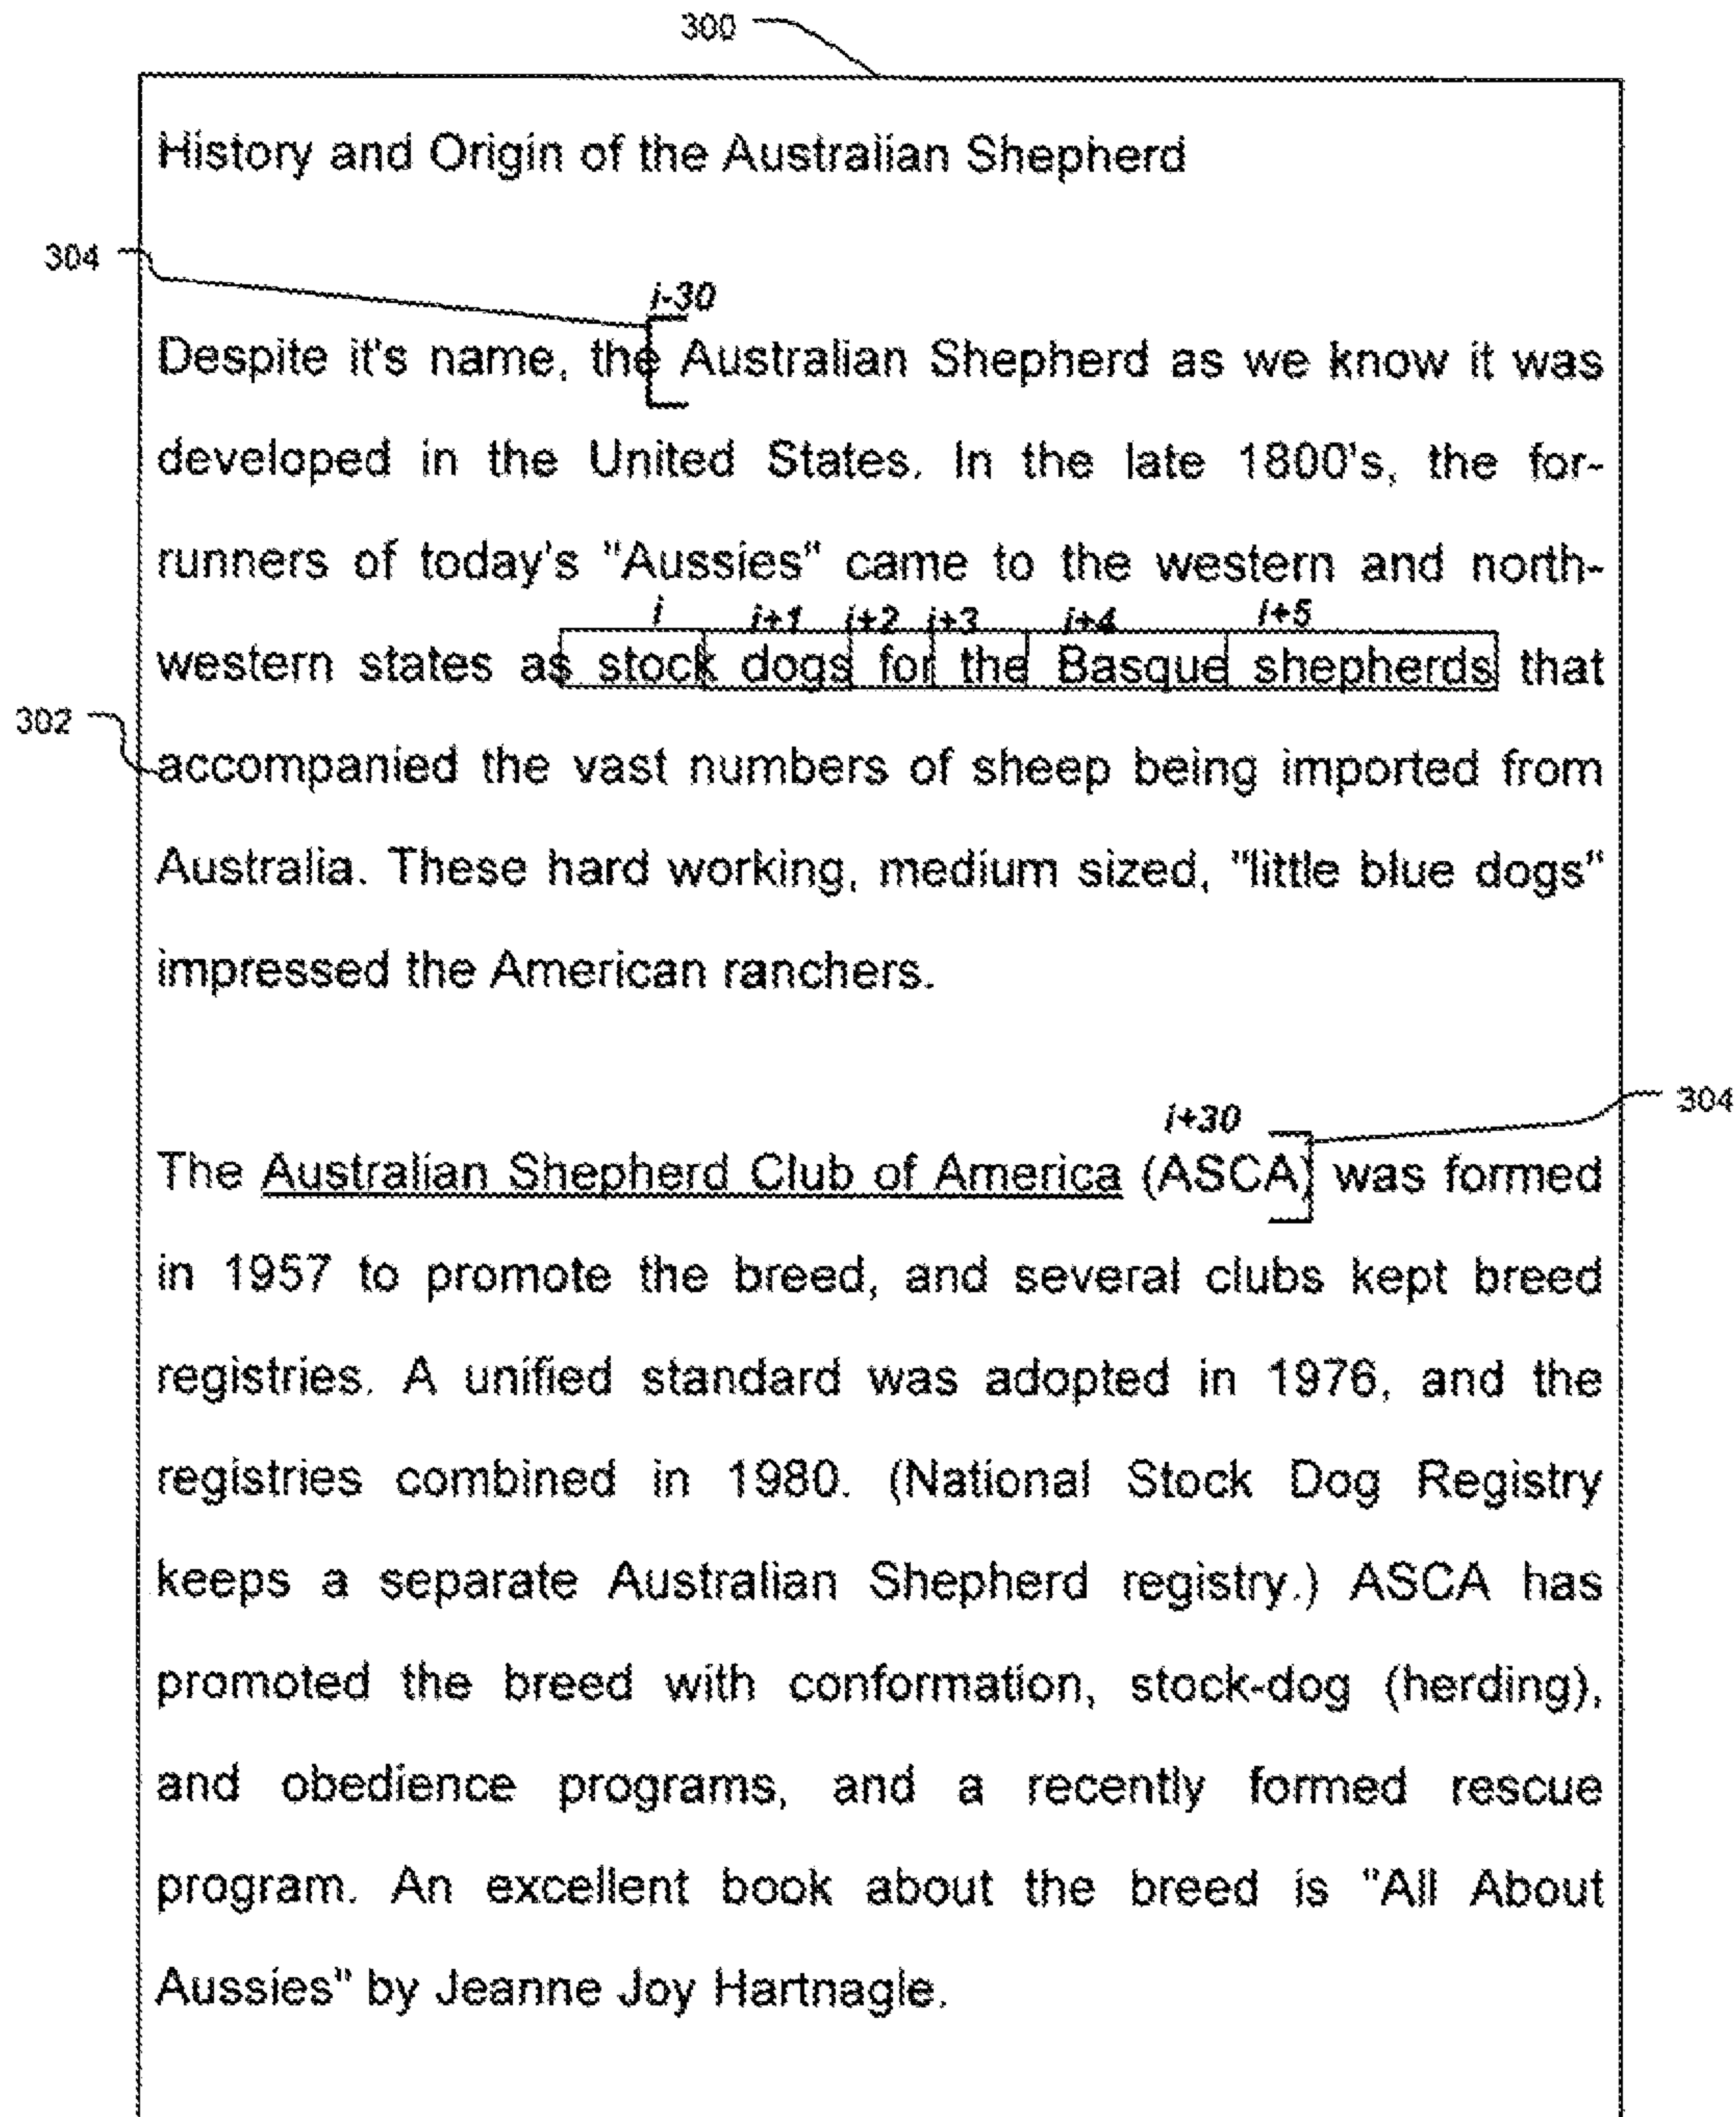 300
History and Origin of the Australian Shepherd
304
i-30
Despite it's name, the Australian Shepherd as we know it was
developed in the United States. In the late 1800's, the for-
runners of today's "Aussies" came to the western and north-
i i+1 i+2 i+3 i+4 i+5
western states as stock dogs for the Basque shepherds that
302
accompanied the vast numbers of sheep being imported from
Australia. These hard working, medium sized, "little blue dogs"
impressed the American ranchers.
i+30
304
The Australian Shepherd Club of America (ASCA) was formed
in 1957 to promote the breed, and several clubs kept breed
registries. A unified standard was adopted in 1976, and the
registries combined in 1980. (National Stock Dog Registry
keeps a separate Australian Shepherd registry.) ASCA has
promoted the breed with conformation, stock-dog (herding),
and obedience programs, and a recently formed rescue
program. An excellent book about the breed is "All About
Aussies" by Jeanne Joy Hartnagle.